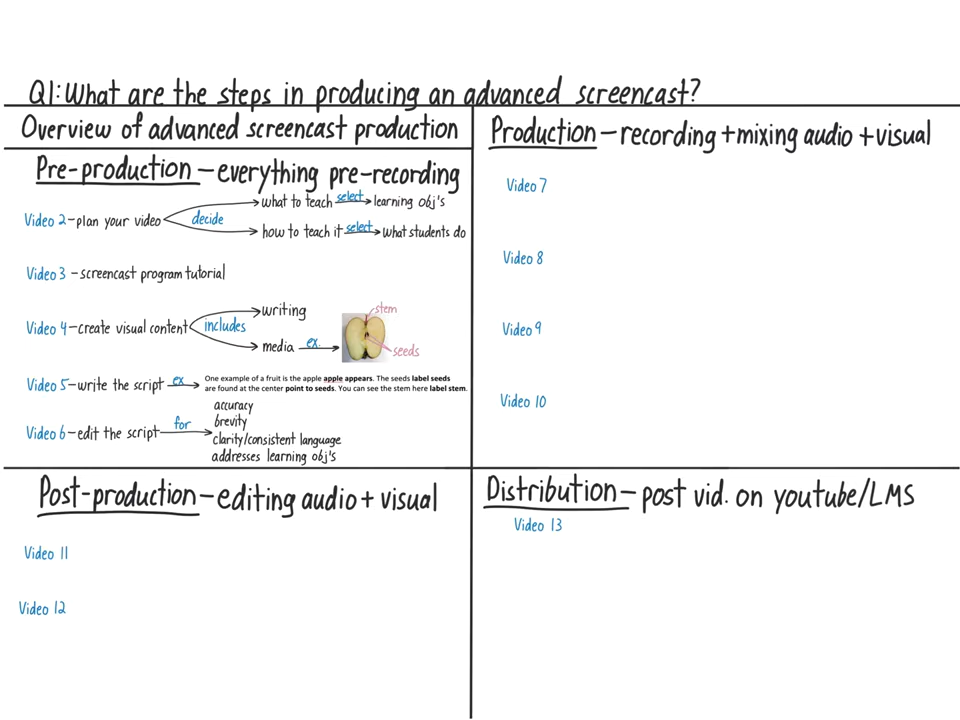 Q1: What are the steps in producing an advanced screencast?
Overview of advanced screencast production
Pre-production – everything pre-recording
Video 2 – plan your video decide what to teach select learning obj's
how to teach it select what students do
Video 3 – screencast program tutorial
Video 4 – create visual content includes writing
media ex. stem
seeds
Video 5 – write the script ex One example of a fruit is the apple apple appears. The seeds label seeds
are found at the center point to seeds. You can see the stem here label stem.
Video 6 – edit the script for accuracy
brevity
clarity/consistent language
addresses learning obj's
Production – recording + mixing audio + visual
Video 7
Video 8
Video 9
Video 10
Post-production – editing audio + visual
Video 11
Video 12
Distribution – post vid. on youtube/LMS
Video 13